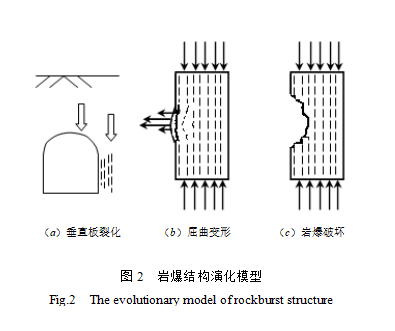 （a）垂直板裂化 （b）屈曲变形 （c）岩爆破坏
图 2 岩爆结构演化模型
Fig.2 The evolutionary model of rockburst structure